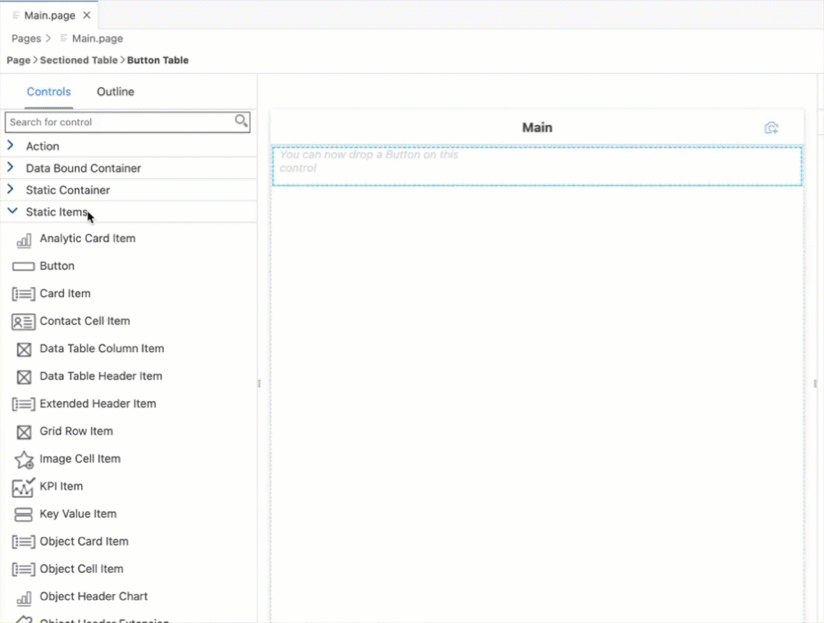 Main.page
Pages > Main.page
Page > Sectioned Table > Button Table
Controls Outline
Search for control
Action
Data Bound Container
Static Container
Static Items
Analytic Card Item
Button
Card Item
Contact Cell Item
Data Table Column Item
Data Table Header Item
Extended Header Item
Grid Row Item
Image Cell Item
KPI Item
Key Value Item
Object Card Item
Object Cell Item
Object Header Chart
Object Header Extension
Main
You can now drop a Button on this
control